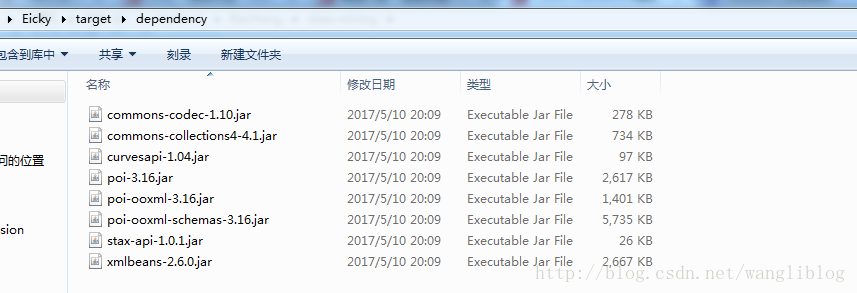 Eicky target dependency
包含到库中 共享 刻录 新建文件夹
名称 修改日期 类型 大小
commons-codec-1.10.jar 2017/5/10 20:09 Executable Jar File 278 KB
commons-collections4-4.1.jar 2017/5/10 20:09 Executable Jar File 734 KB
curvesapi-1.04.jar 2017/5/10 20:09 Executable Jar File 97 KB
问的位置
poi-3.16.jar 2017/5/10 20:09 Executable Jar File 2,617 KB
poi-ooxml-3.16.jar 2017/5/10 20:09 Executable Jar File 1,401 KB
poi-ooxml-schemas-3.16.jar 2017/5/10 20:09 Executable Jar File 5,735 KB
sion
stax-api-1.0.1.jar 2017/5/10 20:09 Executable Jar File 26 KB
xmlbeans-2.6.0.jar 2017/5/10 20:09 Executable Jar File 2,667 KB
http://blog.csdn.net/wangliblog